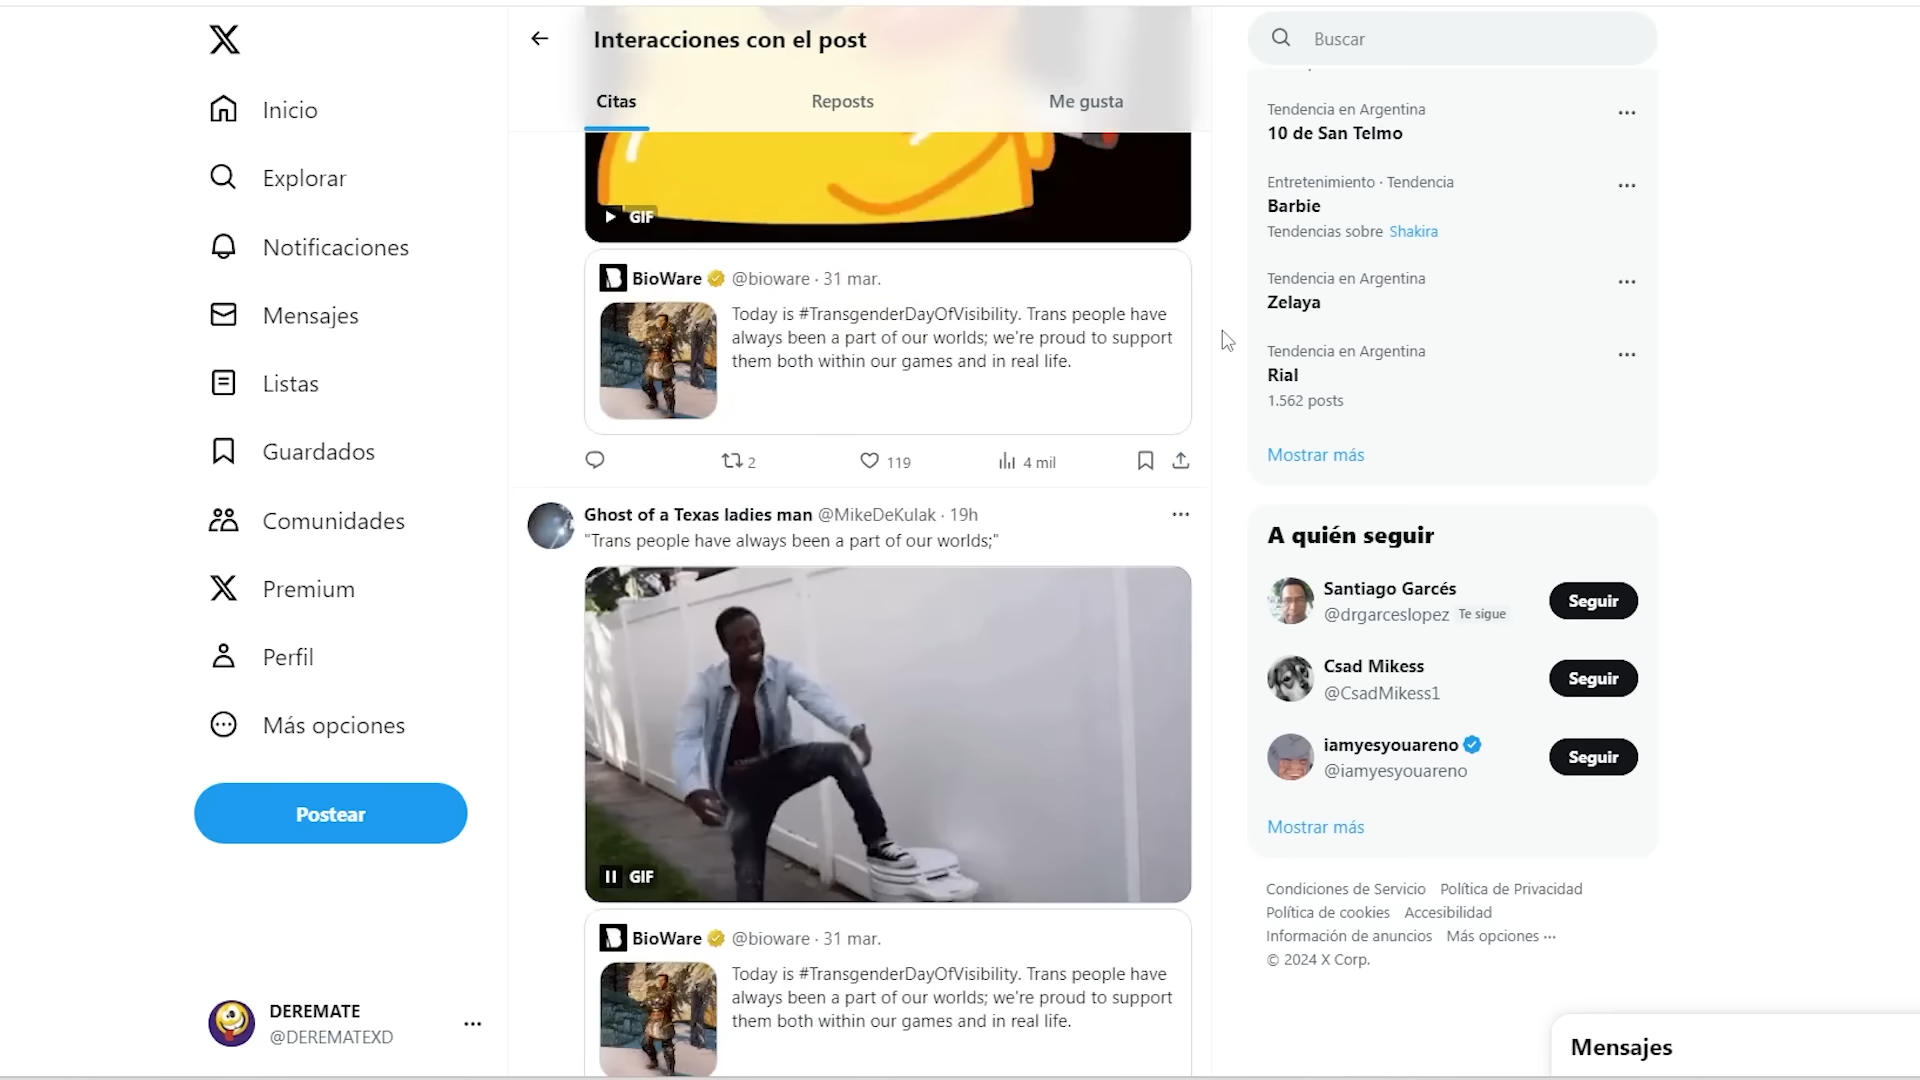 Inicio
Explorar
Notificaciones
Mensajes
Listas
Guardados
Comunidades
Premium
Perfil
Más opciones
Postear
DEREMATE
@DEREMATEXD
Interacciones con el post
Citas
Reposts
Me gusta
GIF
BioWare @bioware · 31 mar.
Today is #TransgenderDayOfVisibility. Trans people have
always been a part of our worlds; we're proud to support
them both within our games and in real life.
2
119
4 mil
Ghost of a Texas ladies man @MikeDeKulak · 19h
"Trans people have always been a part of our worlds;"
GIF
BioWare @bioware · 31 mar.
Today is #TransgenderDayOfVisibility. Trans people have
always been a part of our worlds; we're proud to support
them both within our games and in real life.
Buscar
Tendencia en Argentina
10 de San Telmo
Entretenimiento · Tendencia
Barbie
Tendencias sobre Shakira
Tendencia en Argentina
Zelaya
Tendencia en Argentina
Rial
1.562 posts
Mostrar más
A quién seguir
Santiago Garcés
@drgarceslopez Te sigue
Seguir
Csad Mikess
@CsadMikess1
Seguir
iamyesyouareno
@iamyesyouareno
Seguir
Mostrar más
Condiciones de Servicio Política de Privacidad
Política de cookies Accesibilidad
Información de anuncios Más opciones ···
© 2024 X Corp.
Mensajes